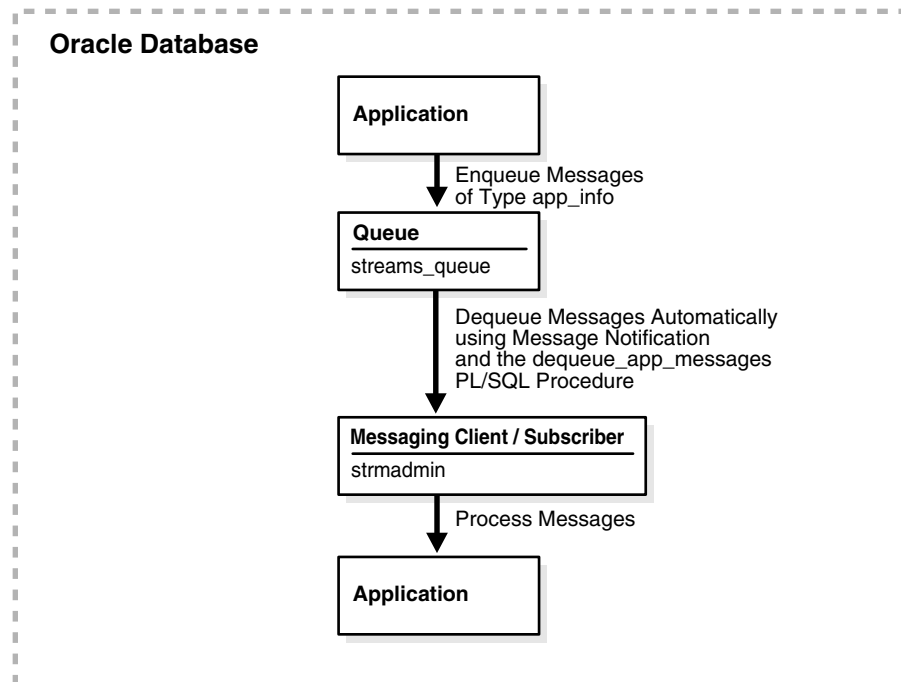 Oracle Database
Application
Enqueue Messages
of Type app_info
Queue
streams_queue
Dequeue Messages Automatically
using Message Notification
and the dequeue_app_messages
PL/SQL Procedure
Messaging Client / Subscriber
strmadmin
Process Messages
Application